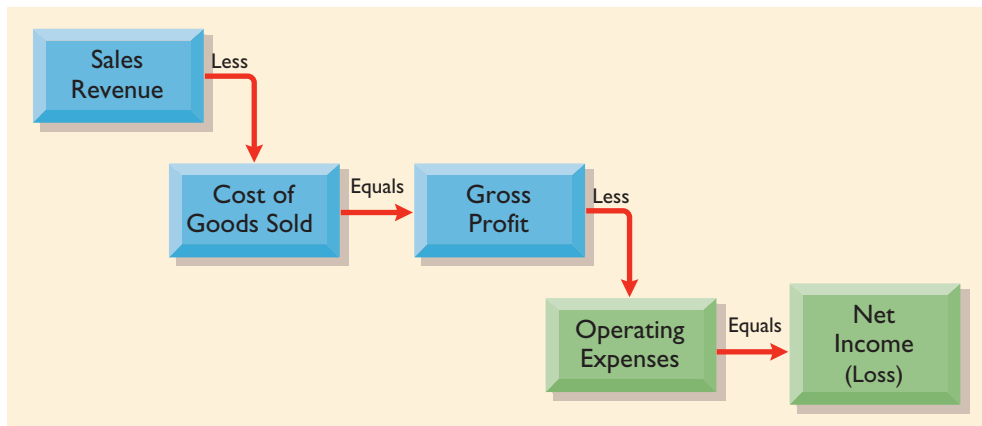 Sales
Revenue
Less
Cost of
Goods Sold
Equals
Gross
Profit
Less
Operating
Expenses
Equals
Net
Income
(Loss)